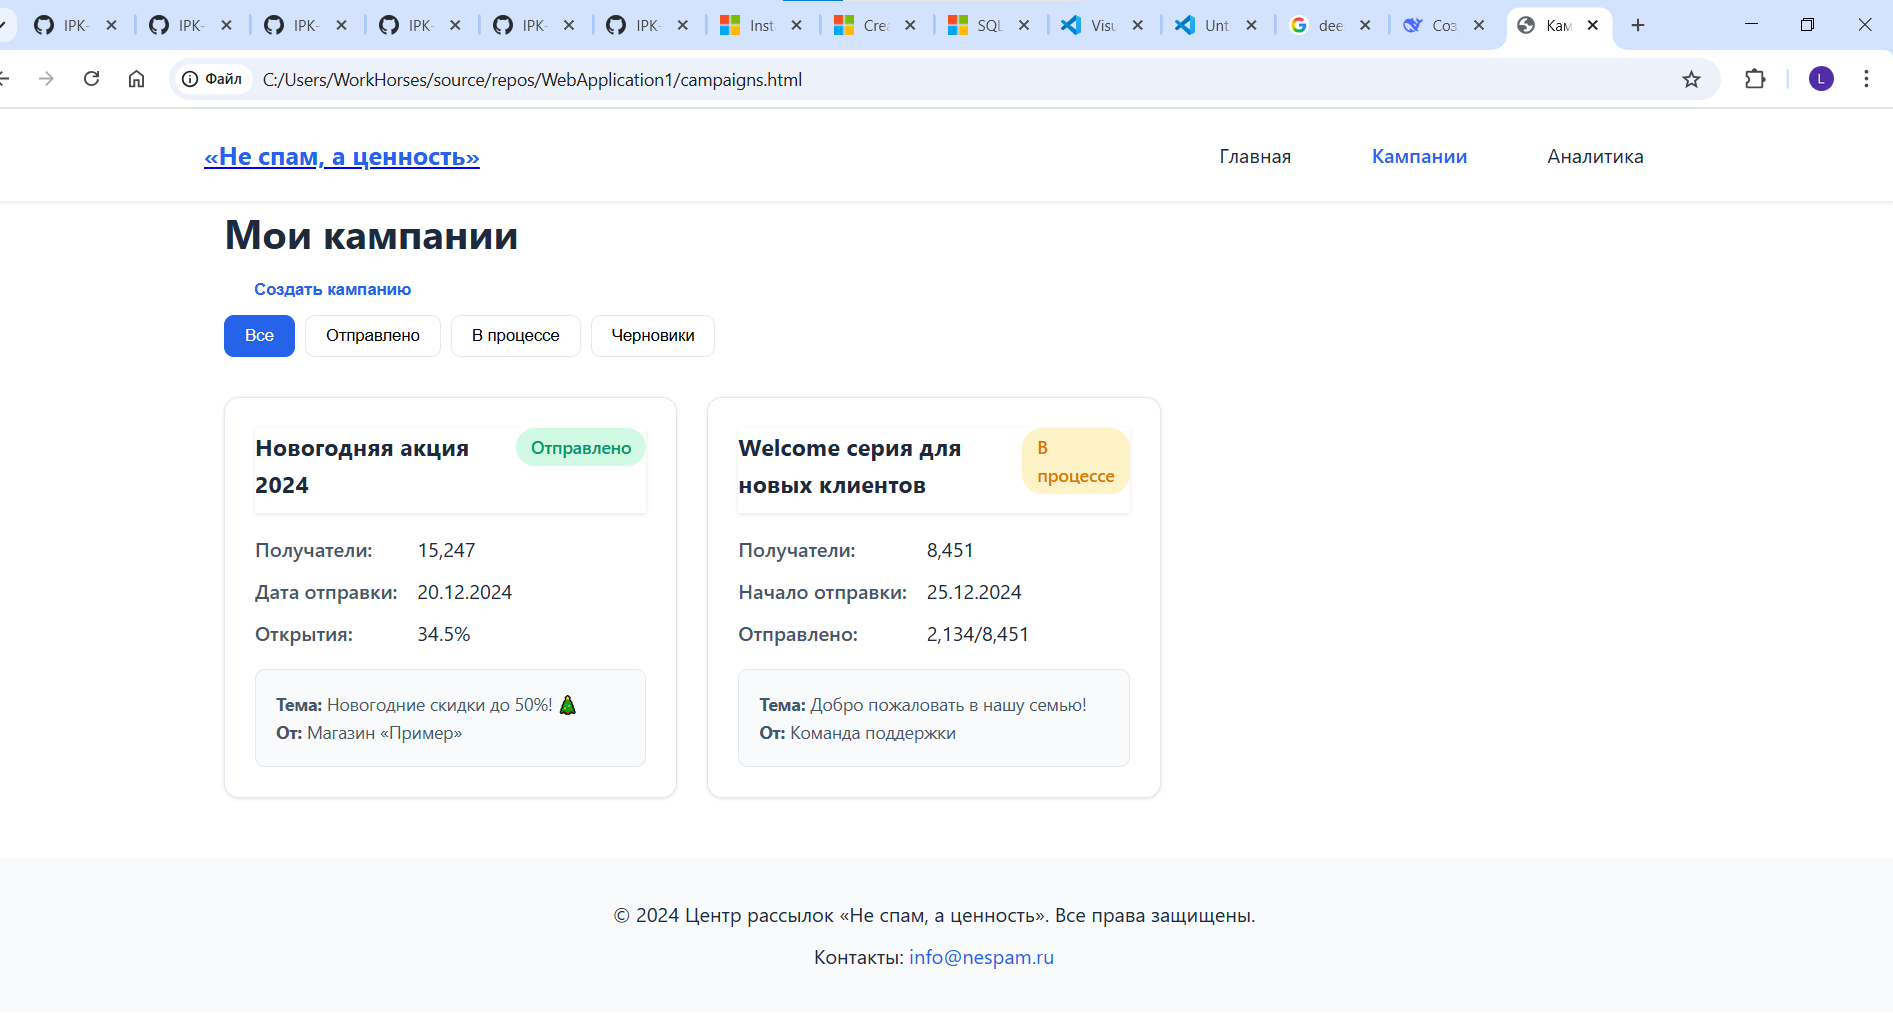 IPK-
IPK-
IPK-
IPK-
IPK-
IPK-
Inst
Crea
SQL
Visu
Unt
dee
Соз
Кам
Файл
C:/Users/WorkHorses/source/repos/WebApplication1/campaigns.html
L
«Не спам, а ценность»
Главная
Кампании
Аналитика
Мои кампании
Создать кампанию
Все
Отправлено
В процессе
Черновики
Новогодняя акция
2024
Отправлено
Получатели: 15,247
Дата отправки: 20.12.2024
Открытия: 34.5%
Тема: Новогодние скидки до 50%! 🎄
От: Магазин «Пример»
Welcome серия для
новых клиентов
В
процессе
Получатели: 8,451
Начало отправки: 25.12.2024
Отправлено: 2,134/8,451
Тема: Добро пожаловать в нашу семью!
От: Команда поддержки
© 2024 Центр рассылок «Не спам, а ценность». Все права защищены.
Контакты: info@nespam.ru